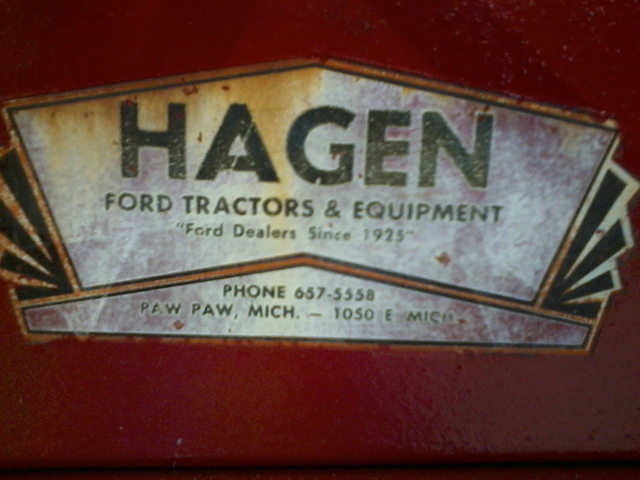 HAGEN
FORD TRACTORS & EQUIPMENT
"Ford Dealers Since 1925"
PHONE 657-5558
PAW PAW, MICH. — 1050 E. MICH.